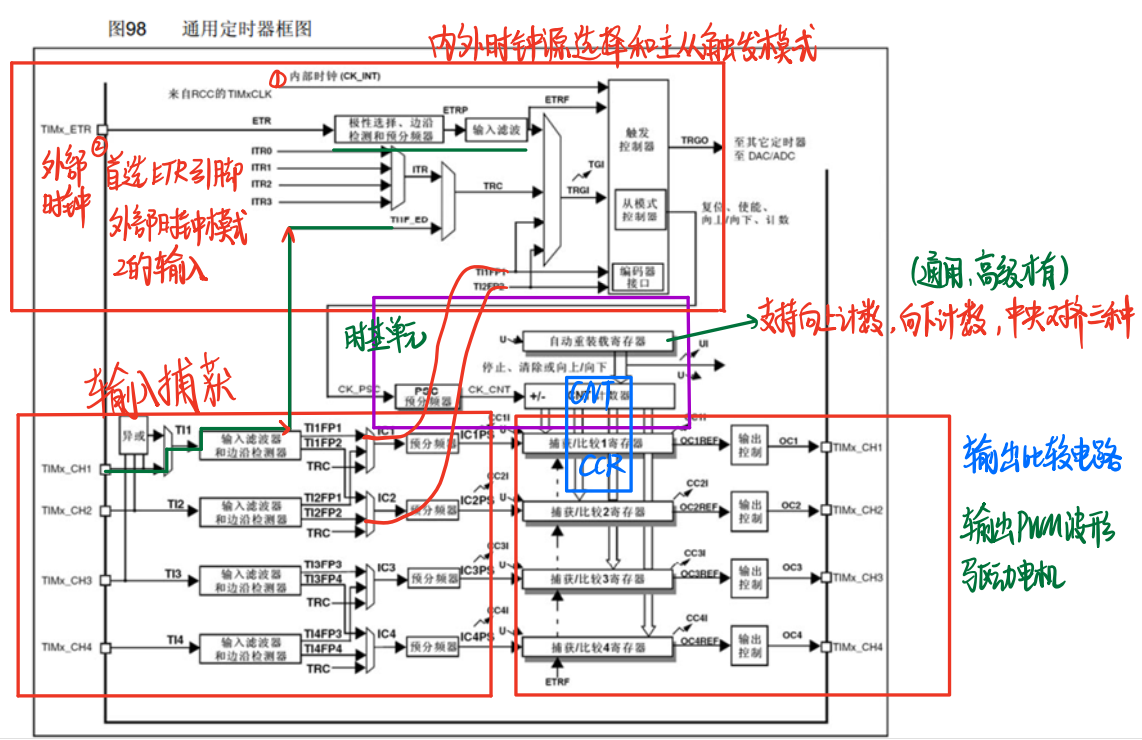 图98 通用定时器框图
内外时钟源选择和主从触发模式
① 内部时钟 (CK_INT)
来自RCC的TIMxCLK
ETRF
ETRP
TIMx_ETR
ETR
极性选择、边沿
检测和预分频器
输入滤波
触发
控制器
TRGO
至其它定时器
至 DAC/ADC
外部
时钟
② 首选ETR引脚
外部时钟模式
2的输入
ITR0
ITR1
ITR2
ITR3
ITR
TRC
TI1F_ED
TGI
TRGI
从模式
控制器
复位、使能、
向上/向下、计数
TI1FP1
TI2FP2
编码器
接口
(通用,高级才有)
支持向上计数,向下计数,中央对齐三种
时基单元
U
自动重装载寄存器
UI
停止、清除或向上/向下
U
CK_PSC
PSC
预分频器
CK_CNT
+/-
CNT
计数器
CNT
CCR
输入捕获
异或
TI1
TIMx_CH1
输入滤波器
和边沿检测器
TI1FP1
TI1FP2
TRC
IC1
预分频器
IC1PS
CC1I
U
捕获/比较1寄存器
CC1I
OC1REF
输出
控制
OC1
TIMx_CH1
TIMx_CH2
TI2
输入滤波器
和边沿检测器
TI2FP1
TI2FP2
TRC
IC2
预分频器
IC2PS
CC2I
U
捕获/比较2寄存器
CC2I
OC2REF
输出
控制
OC2
TIMx_CH2
TIMx_CH3
TI3
输入滤波器
和边沿检测器
TI3FP3
TI3FP4
TRC
IC3
预分频器
IC3PS
CC3I
U
捕获/比较3寄存器
CC3I
OC3REF
输出
控制
OC3
TIMx_CH3
TIMx_CH4
TI4
输入滤波器
和边沿检测器
TI4FP3
TI4FP4
TRC
IC4
预分频器
IC4PS
CC4I
U
捕获/比较4寄存器
CC4I
OC4REF
输出
控制
OC4
TIMx_CH4
ETRF
输出比较电路
输出PWM波形
驱动电机